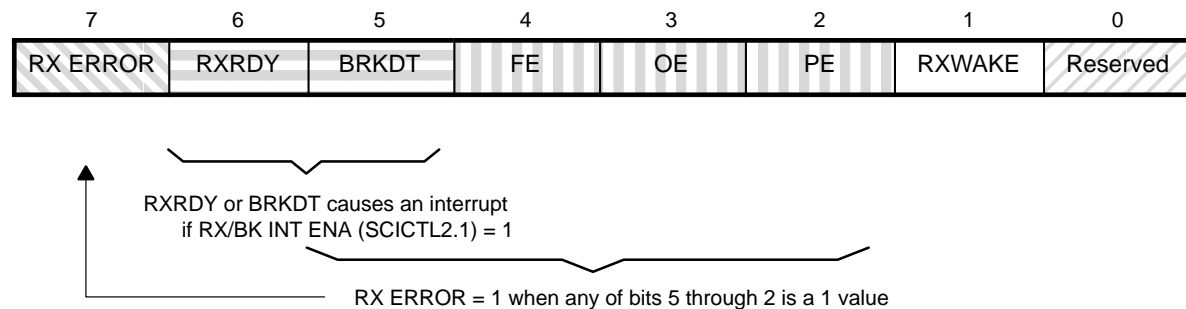 7 6 5 4 3 2 1 0
RX ERROR RXRDY BRKDT FE OE PE RXWAKE Reserved
RXRDY or BRKDT causes an interrupt
if RX/BK INT ENA (SCICTL2.1) = 1
RX ERROR = 1 when any of bits 5 through 2 is a 1 value